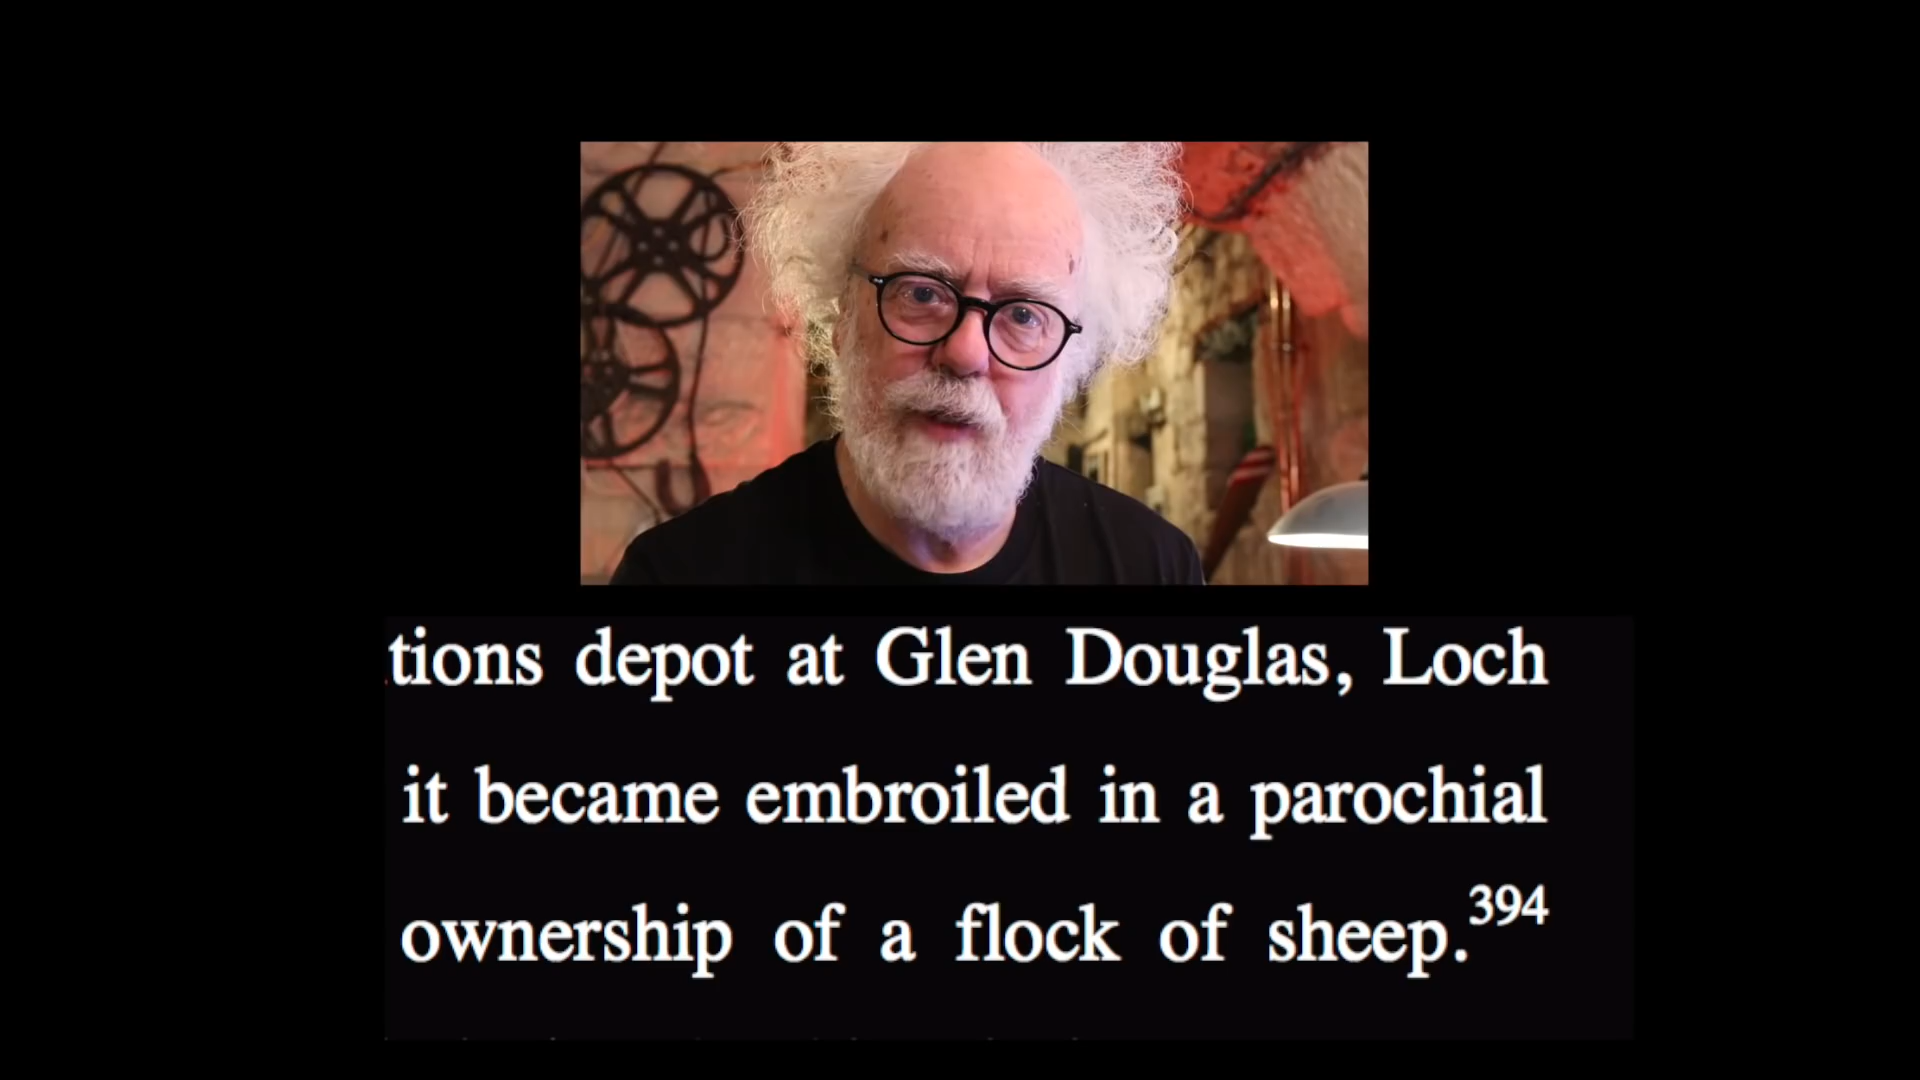 tions depot at Glen Douglas, Loch
it became embroiled in a parochial
ownership of a flock of sheep.394